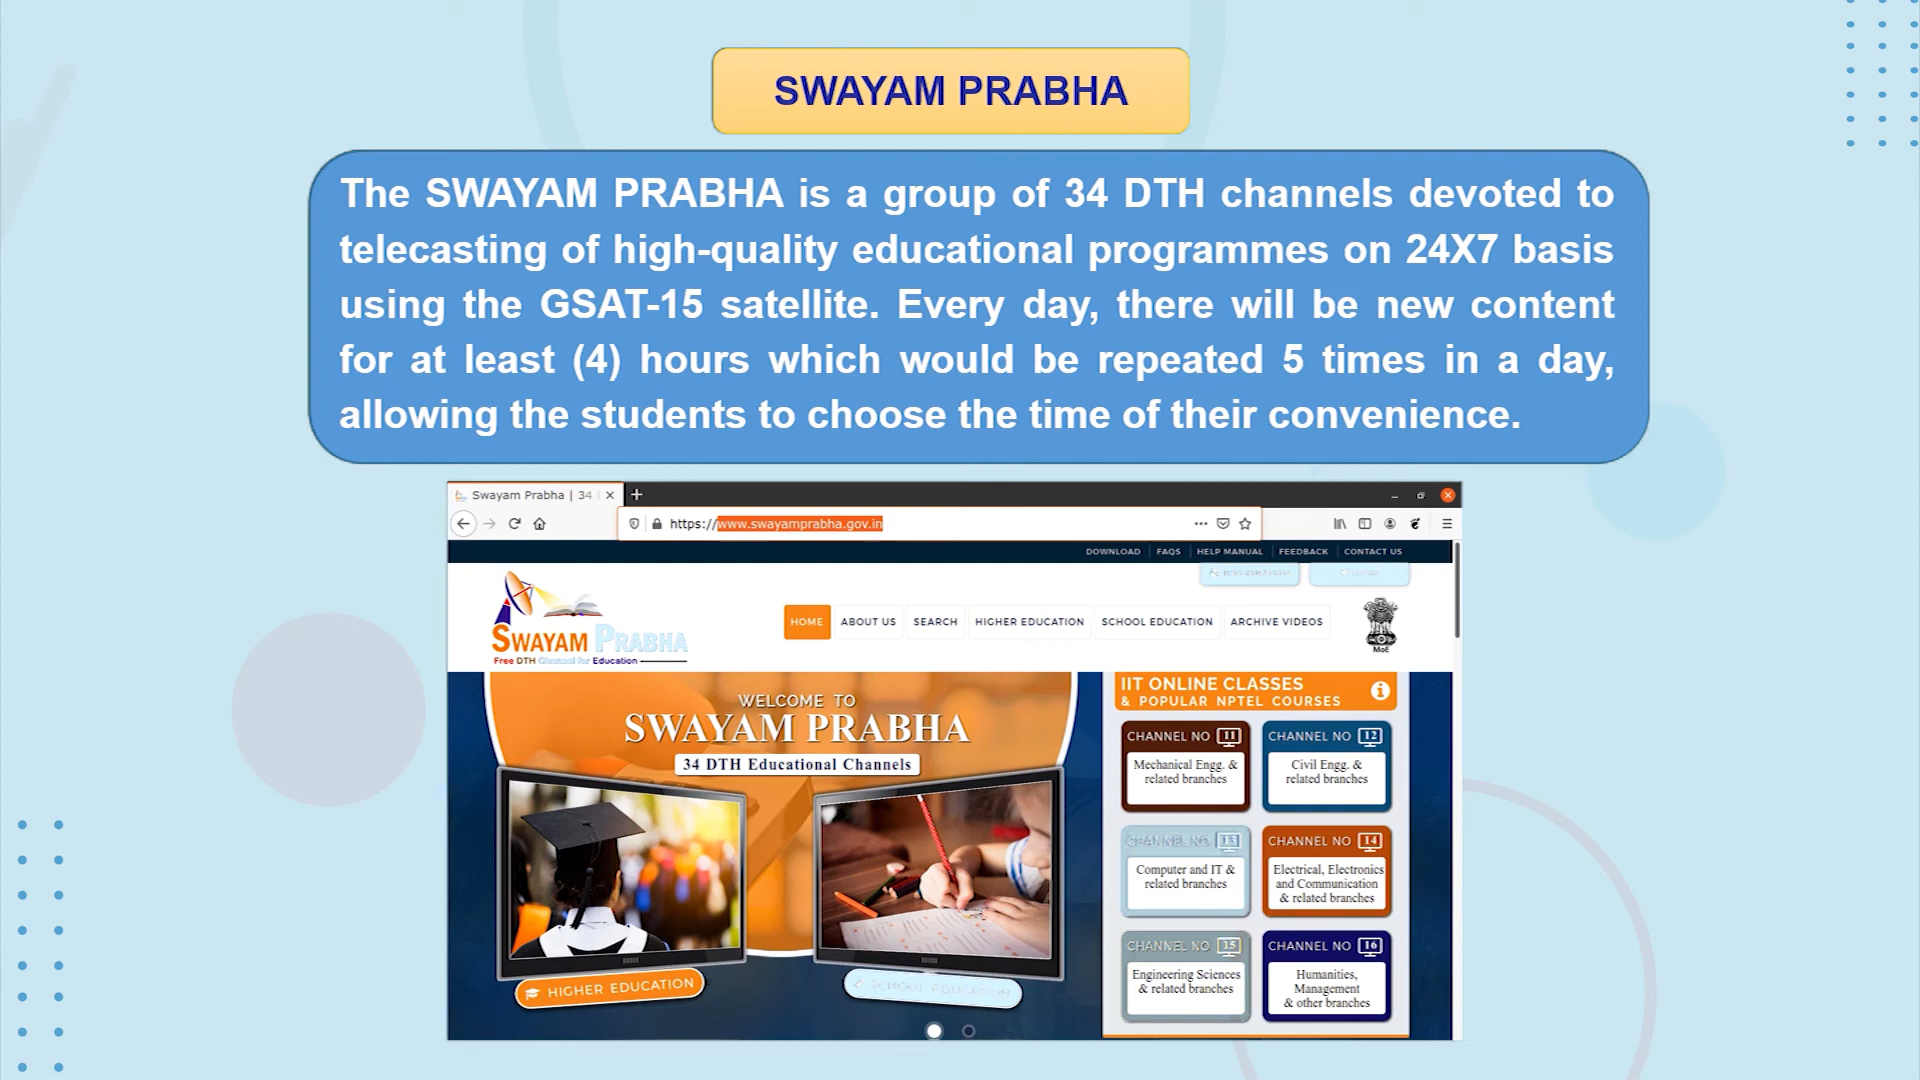 SWAYAM PRABHA
The SWAYAM PRABHA is a group of 34 DTH channels devoted to
telecasting of high-quality educational programmes on 24X7 basis
using the GSAT-15 satellite. Every day, there will be new content
for at least (4) hours which would be repeated 5 times in a day,
allowing the students to choose the time of their convenience.
Swayam Prabha | 34
https://www.swayamprabha.gov.in
DOWNLOAD FAQS HELP MANUAL FEEDBACK CONTACT US
SWAYAM PRABHA
Free DTH Channel for Education
HOME ABOUT US SEARCH HIGHER EDUCATION SCHOOL EDUCATION ARCHIVE VIDEOS
MoE
WELCOME TO
SWAYAM PRABHA
34 DTH Educational Channels
HIGHER EDUCATION
SCHOOL EDUCATION
IIT ONLINE CLASSES
& POPULAR NPTEL COURSES
CHANNEL NO 11
Mechanical Engg. &
related branches
CHANNEL NO 12
Civil Engg. &
related branches
CHANNEL NO 13
Computer and IT &
related branches
CHANNEL NO 14
Electrical, Electronics
and Communication
& related branches
CHANNEL NO 15
Engineering Sciences
& related branches
CHANNEL NO 16
Humanities,
Management
& other branches